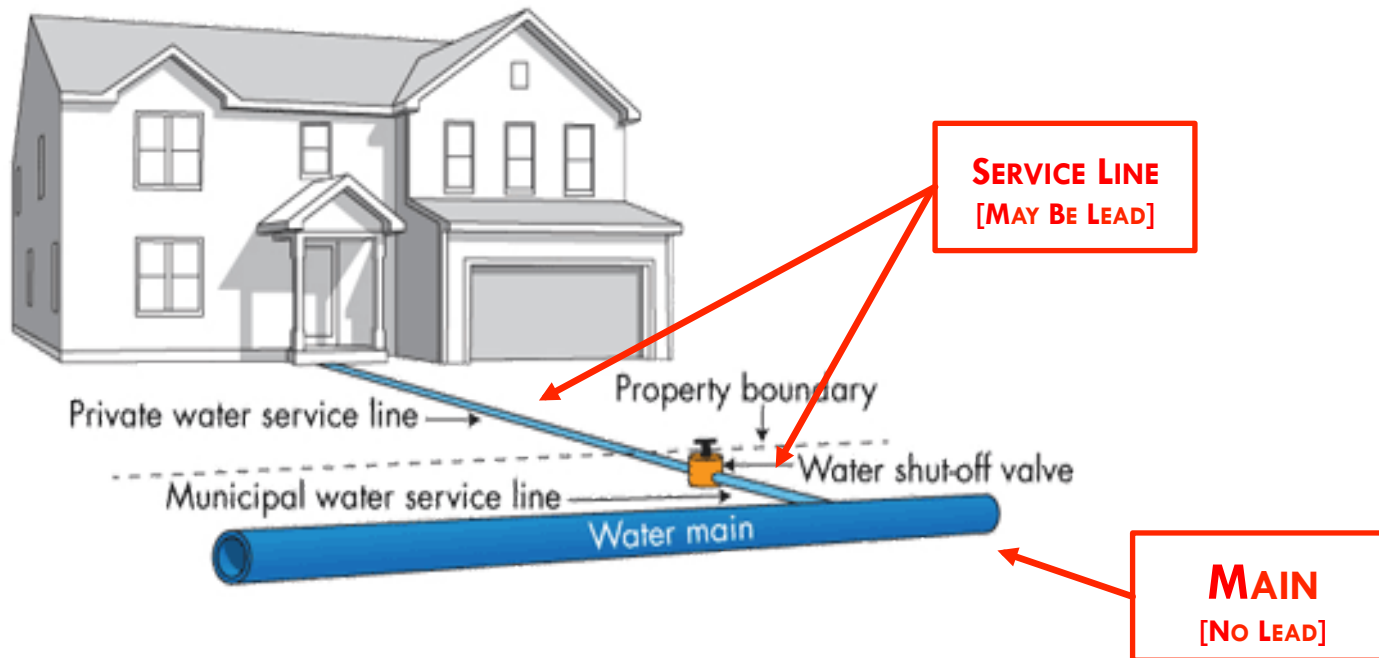 SERVICE LINE
[MAY BE LEAD]
Property boundary
Private water service line
Water shut-off valve
Municipal water service line
Water main
MAIN
[NO LEAD]